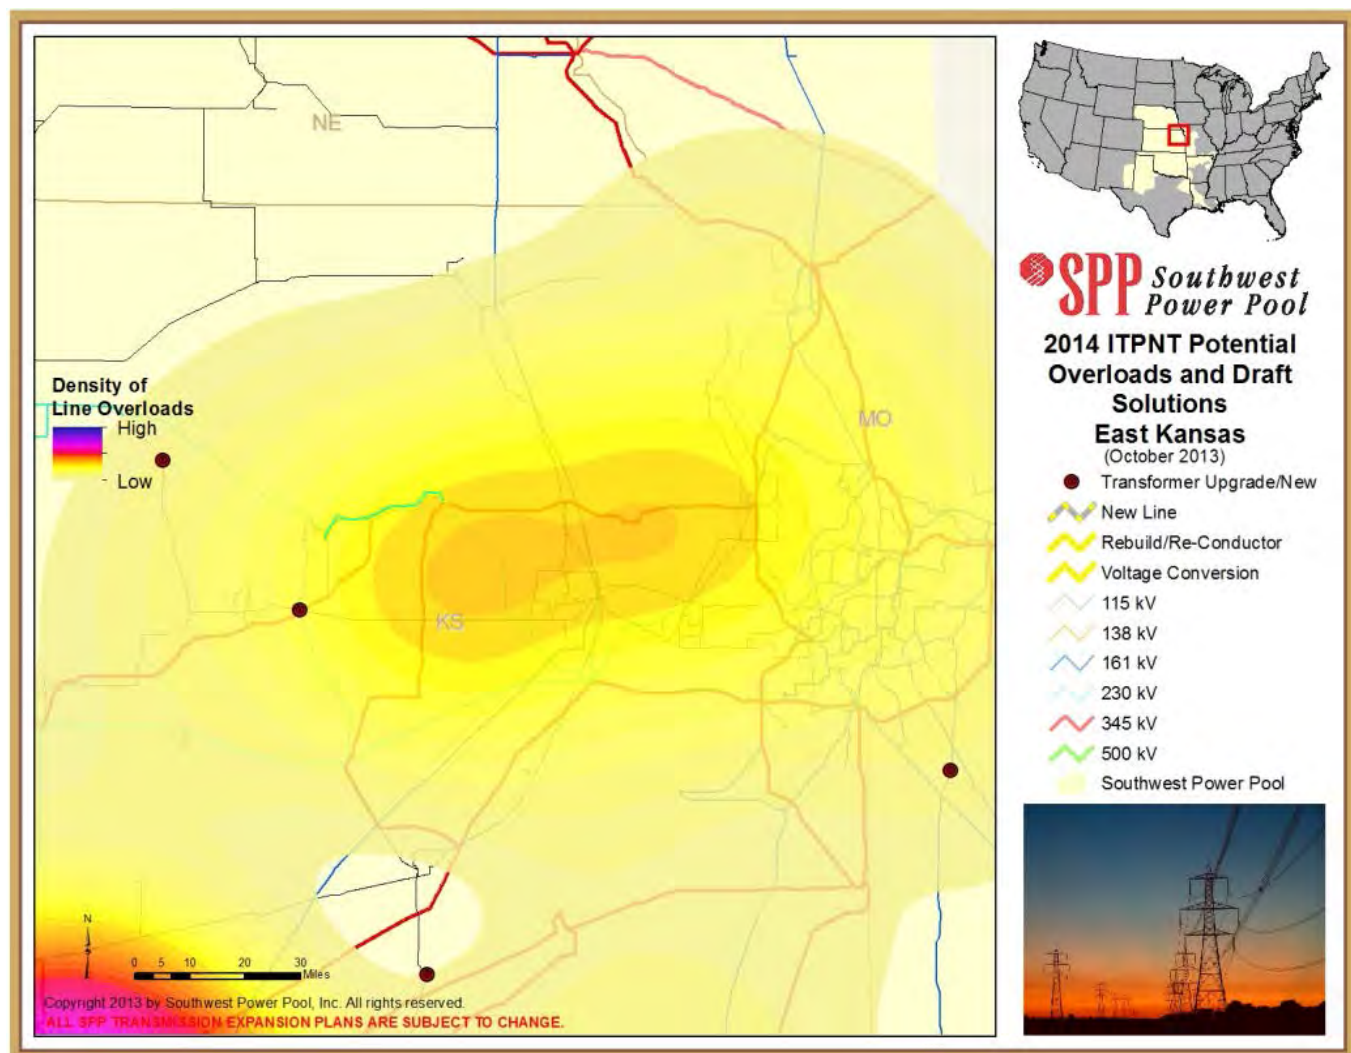 NE
MO
KS
Density of
Line Overloads
High
Low
N
0 5 10 20 30
Miles
Copyright 2013 by Southwest Power Pool, Inc. All rights reserved.
ALL SPP TRANSMISSION EXPANSION PLANS ARE SUBJECT TO CHANGE.
SPP Southwest
Power Pool
2014 ITPNT Potential
Overloads and Draft
Solutions
East Kansas
(October 2013)
Transformer Upgrade/New
New Line
Rebuild/Re-Conductor
Voltage Conversion
115 kV
138 kV
161 kV
230 kV
345 kV
500 kV
Southwest Power Pool